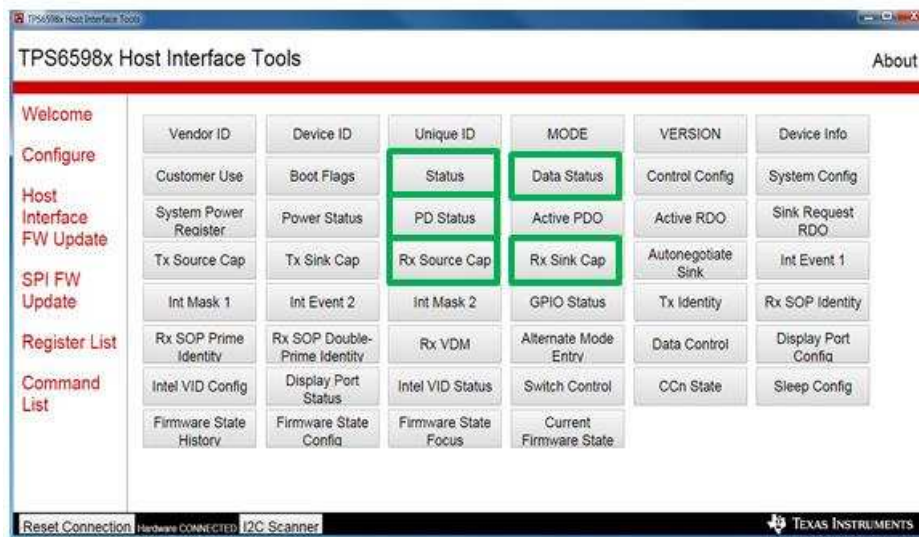 TPS6598x Host Interface Tools
TPS6598x Host Interface Tools
About
Welcome
Configure
Host
Interface
FW Update
SPI FW
Update
Register List
Command
List
Vendor ID
Device ID
Unique ID
MODE
VERSION
Device Info
Customer Use
Boot Flags
Status
Data Status
Control Config
System Config
System Power
Register
Power Status
PD Status
Active PDO
Active RDO
Sink Request
RDO
Tx Source Cap
Tx Sink Cap
Rx Source Cap
Rx Sink Cap
Autonegotiate
Sink
Int Event 1
Int Mask 1
Int Event 2
Int Mask 2
GPIO Status
Tx Identity
Rx SOP Identity
Rx SOP Prime
Identity
Rx SOP Double-
Prime Identity
Rx VDM
Alternate Mode
Entry
Data Control
Display Port
Config
Intel VID Config
Display Port
Status
Intel VID Status
Switch Control
CCn State
Sleep Config
Firmware State
History
Firmware State
Config
Firmware State
Focus
Current
Firmware State
Reset Connection
Hardware CONNECTED
I2C Scanner
TEXAS INSTRUMENTS